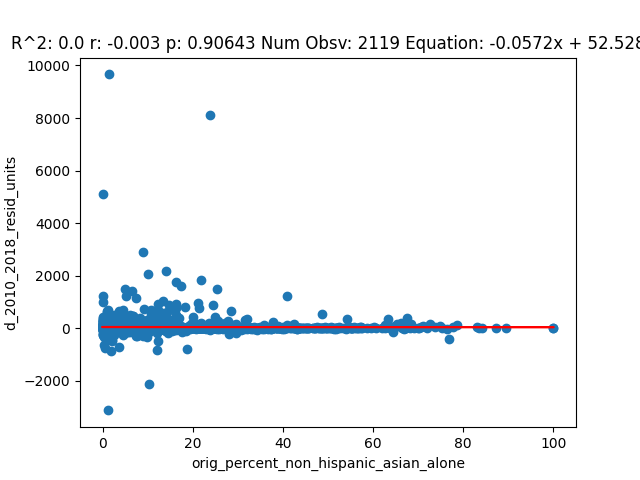 R^2: 0.0 r: -0.003 p: 0.90643 Num Obsv: 2119 Equation: -0.0572x + 52.528
10000
8000
6000
4000
2000
0
−2000
d_2010_2018_resid_units
0 20 40 60 80 100
orig_percent_non_hispanic_asian_alone